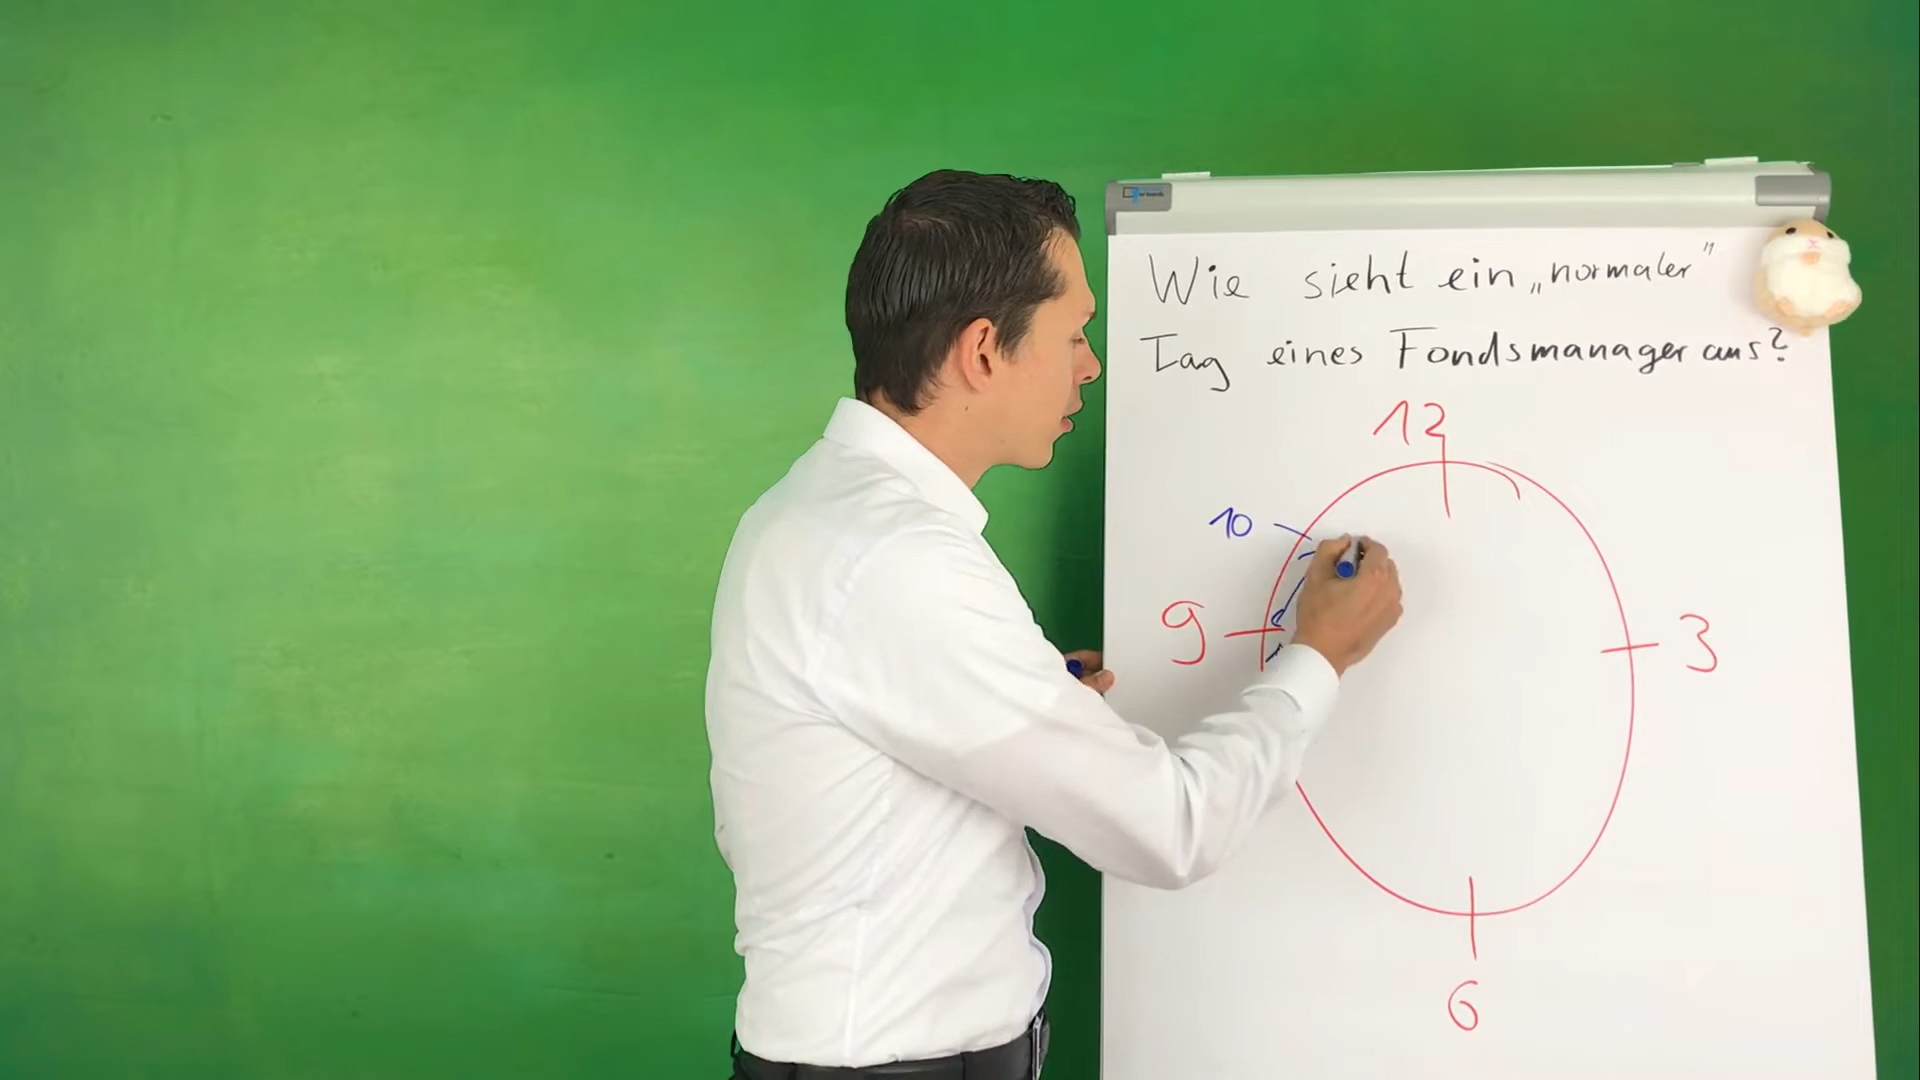 Wie sieht ein „normaler"
Tag eines Fondsmanager aus?
12
10
9
3
6